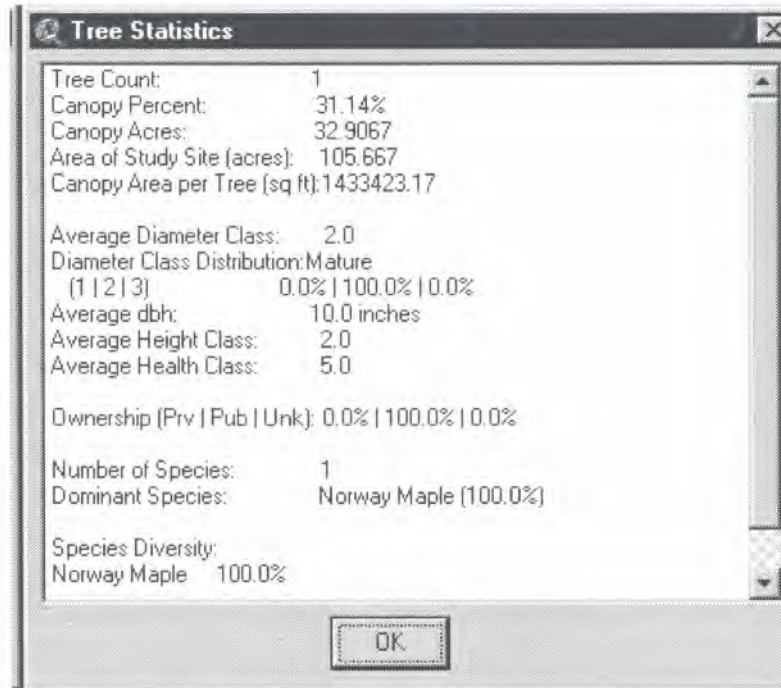 Tree Statistics
Tree Count: 1
Canopy Percent: 31.14%
Canopy Acres: 32.9067
Area of Study Site (acres): 105.667
Canopy Area per Tree (sq ft):1433423.17
Average Diameter Class: 2.0
Diameter Class Distribution:Mature
(1 | 2 | 3) 0.0% | 100.0% | 0.0%
Average dbh: 10.0 inches
Average Height Class: 2.0
Average Health Class: 5.0
Ownership (Prv | Pub | Unk): 0.0% | 100.0% | 0.0%
Number of Species: 1
Dominant Species: Norway Maple (100.0%)
Species Diversity:
Norway Maple 100.0%
OK